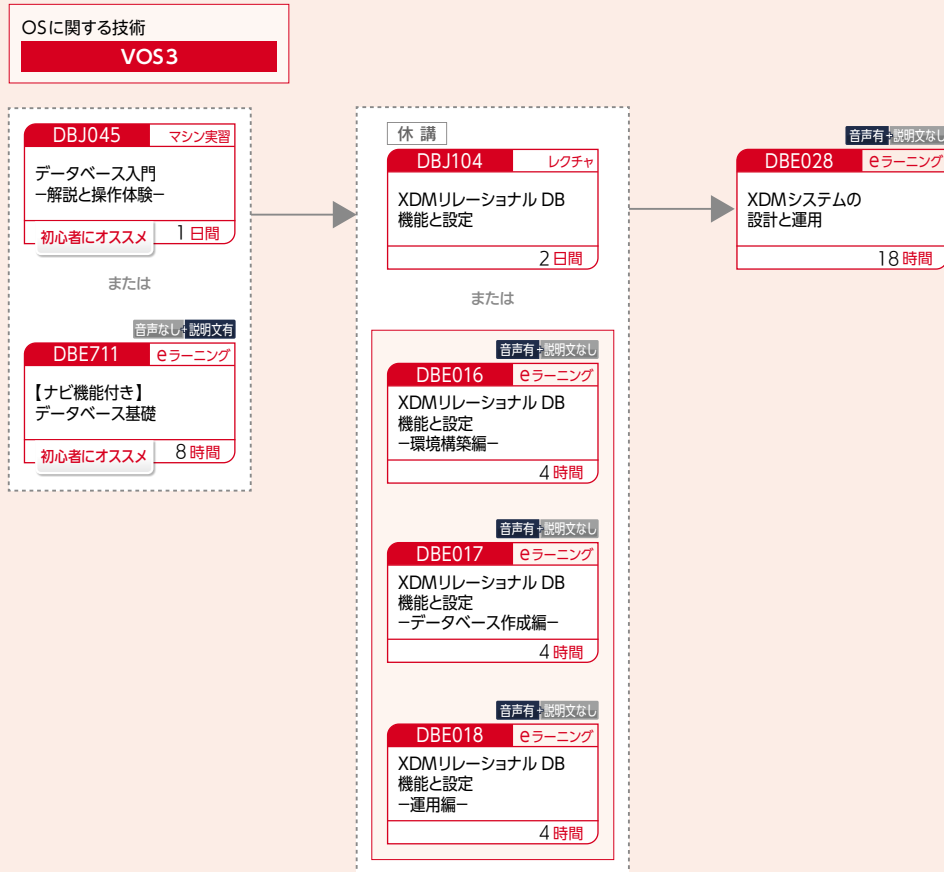 OSに関する技術
VOS3
DBJ045 マシン実習
データベース入門
−解説と操作体験−
初心者にオススメ 1日間
または
音声なし+説明文有
DBE711 eラーニング
【ナビ機能付き】
データベース基礎
初心者にオススメ 8時間
休 講
DBJ104 レクチャ
XDMリレーショナル DB
機能と設定
2日間
または
音声有+説明文なし
DBE016 eラーニング
XDMリレーショナル DB
機能と設定
−環境構築編−
4時間
音声有+説明文なし
DBE017 eラーニング
XDMリレーショナル DB
機能と設定
−データベース作成編−
4時間
音声有+説明文なし
DBE018 eラーニング
XDMリレーショナル DB
機能と設定
−運用編−
4時間
音声有+説明文なし
DBE028 eラーニング
XDMシステムの
設計と運用
18時間